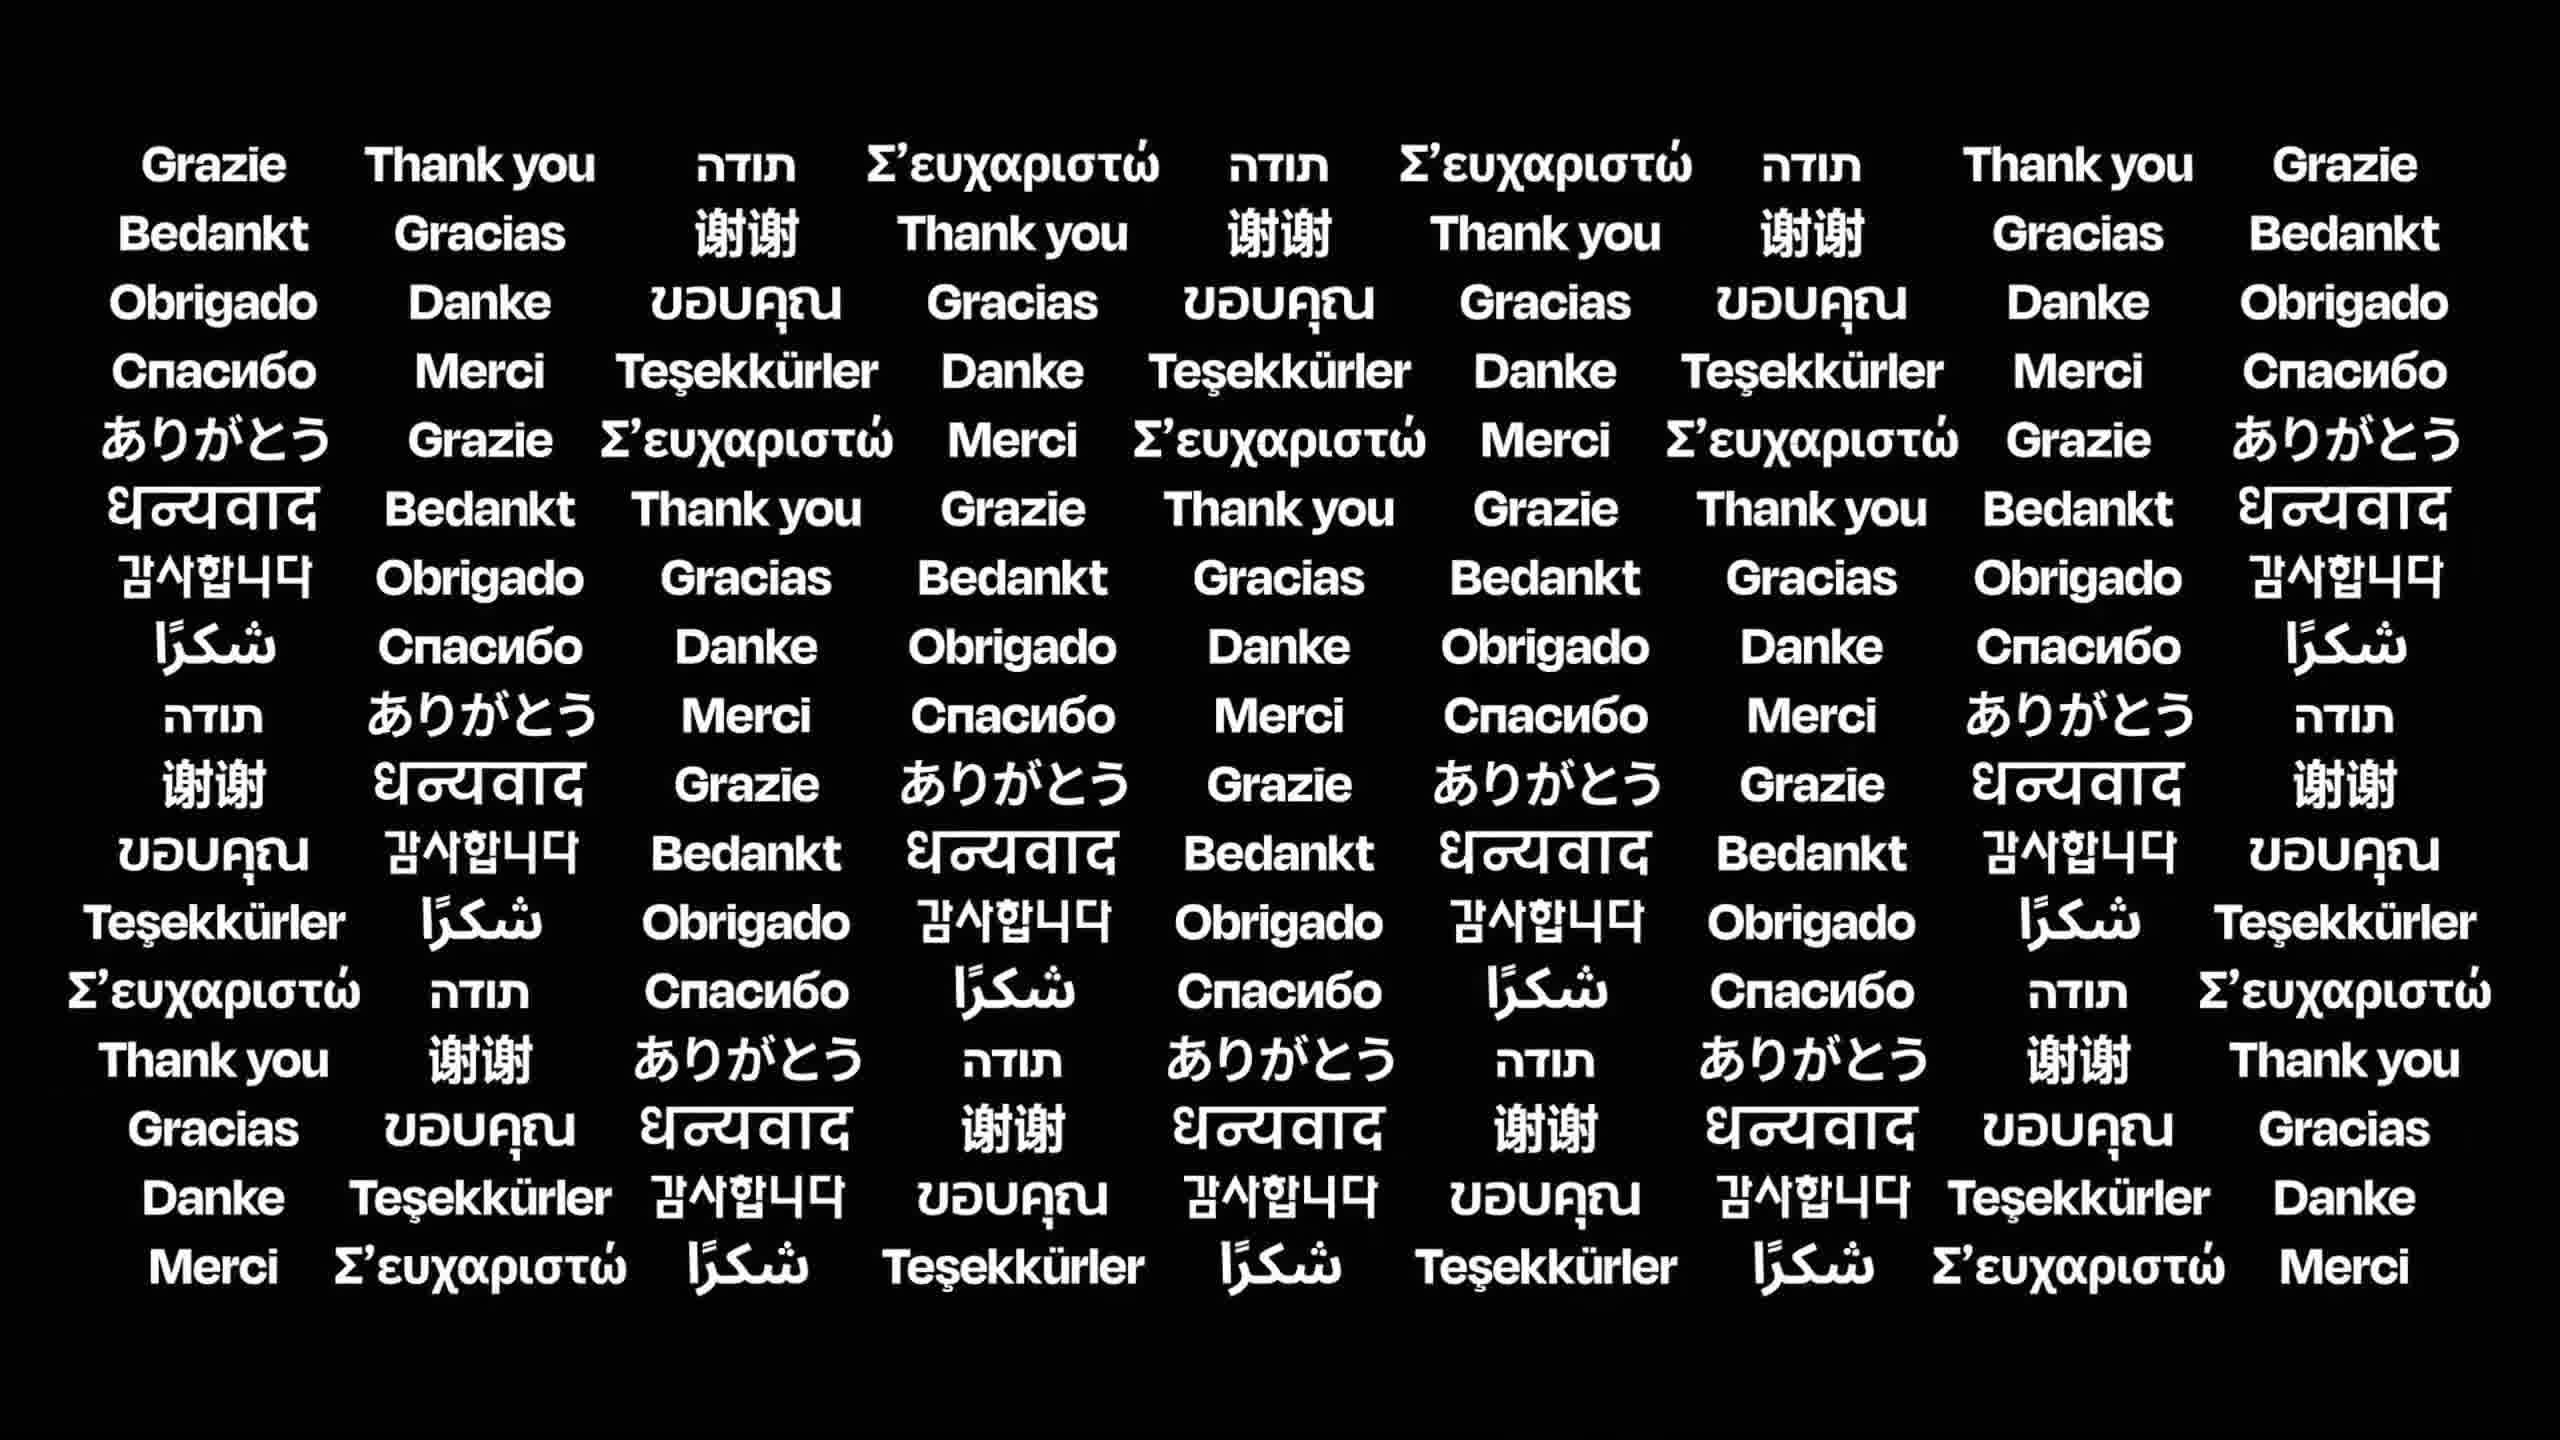 Grazie Thank you תודה Σ’ευχαριστώ תודה Σ’ευχαριστώ תודה Thank you Grazie
Bedankt Gracias 谢谢 Thank you 谢谢 Thank you 谢谢 Gracias Bedankt
Obrigado Danke ขอบคุณ Gracias ขอบคุณ Gracias ขอบคุณ Danke Obrigado
Спасибо Merci Teşekkürler Danke Teşekkürler Danke Teşekkürler Merci Спасибо
ありがとう Grazie Σ’ευχαριστώ Merci Σ’ευχαριστώ Merci Σ’ευχαριστώ Grazie ありがとう
धन्यवाद Bedankt Thank you Grazie Thank you Grazie Thank you Bedankt धन्यवाद
감사합니다 Obrigado Gracias Bedankt Gracias Bedankt Gracias Obrigado 감사합니다
شكرًا Спасибо Danke Obrigado Danke Obrigado Danke Спасибо شكرًا
תודה ありがとう Merci Спасибо Merci Спасибо Merci ありがとう תודה
谢谢 धन्यवाद Grazie ありがとう Grazie ありがとう Grazie धन्यवाद 谢谢
ขอบคุณ 감사합니다 Bedankt धन्यवाद Bedankt धन्यवाद Bedankt 감사합니다 ขอบคุณ
Teşekkürler شكرًا Obrigado 감사합니다 Obrigado 감사합니다 Obrigado شكرًا Teşekkürler
Σ’ευχαριστώ תודה Спасибо شكرًا Спасибо شكرًا Спасибо תודה Σ’ευχαριστώ
Thank you 谢谢 ありがとう תודה ありがとう תודה ありがとう 谢谢 Thank you
Gracias ขอบคุณ धन्यवाद 谢谢 धन्यवाद 谢谢 धन्यवाद ขอบคุณ Gracias
Danke Teşekkürler 감사합니다 ขอบคุณ 감사합니다 ขอบคุณ 감사합니다 Teşekkürler Danke
Merci Σ’ευχαριστώ شكرًا Teşekkürler شكرًا Teşekkürler شكرًا Σ’ευχαριστώ Merci